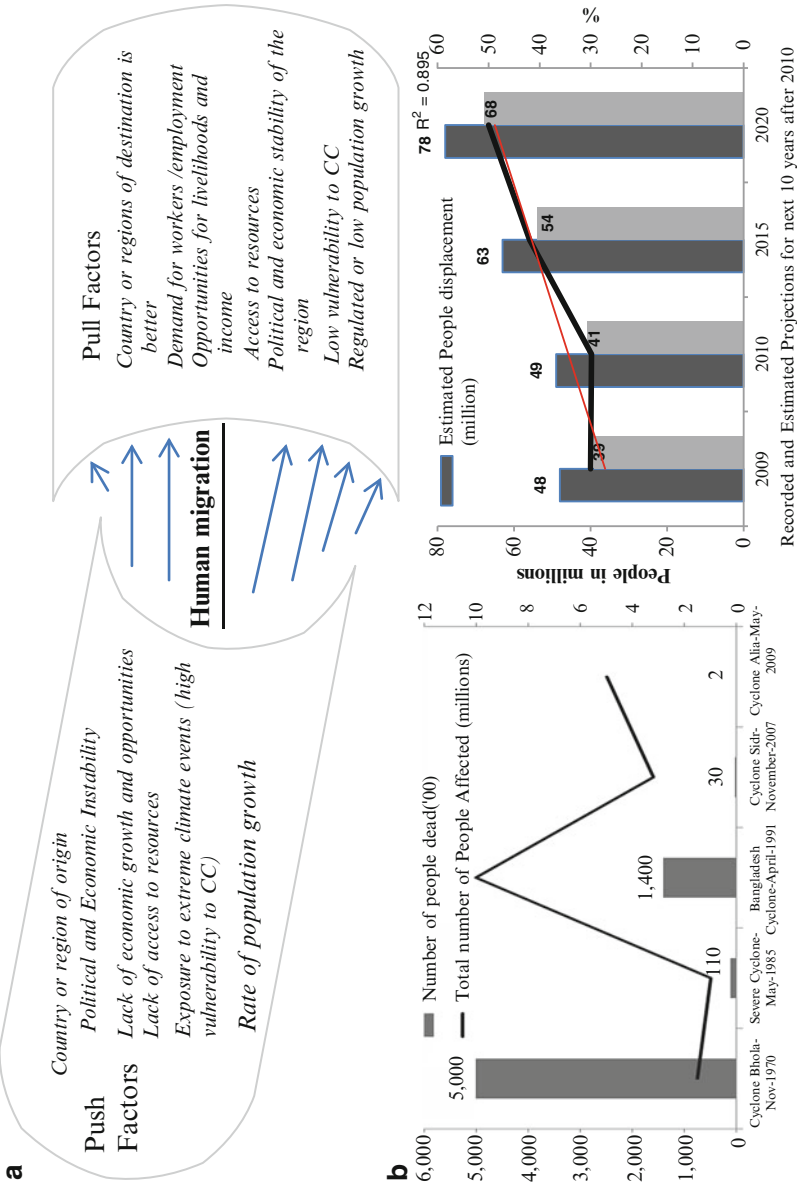 a
Push
Factors
Country or region of origin
Political and Economic Instability
Lack of economic growth and opportunities
Lack of access to resources
Exposure to extreme climate events (high
vulnerability to CC)
Rate of population growth
Human migration
Pull Factors
Country or regions of destination is
better
Demand for workers /employment
Opportunities for livelihoods and
income
Access to resources
Political and economic stability of the
region
Low vulnerability to CC
Regulated or low population growth
b
6,000
5,000
4,000
3,000
2,000
1,000
0
Number of people dead('00)
Total number of People Affected (millions)
5,000
110
1,400
30
2
12
10
8
6
4
2
0
Cyclone Bhola-
Nov-1970
Severe Cyclone-
May-1985
Bangladesh
Cyclone-April-1991
Cyclone Sidr-
November-2007
Cyclone Alia-May-
2009
People in millions
80
60
40
20
0
Estimated People displacement
(million)
48
39
49
41
63
54
78 R² = 0.895
68
%
60
50
40
30
20
10
0
2009
2010
2015
2020
Recorded and Estimated Projections for next 10 years after 2010